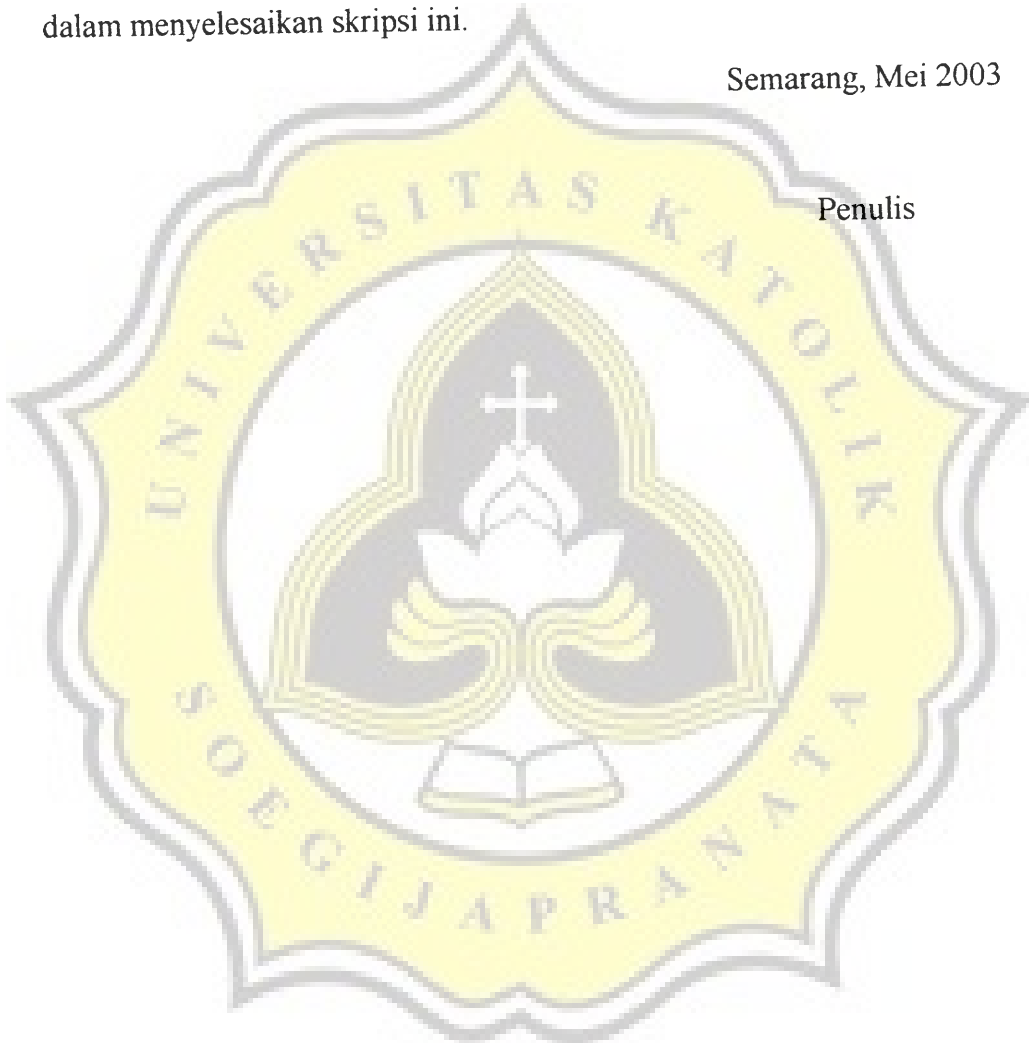 dalam menyelesaikan skripsi ini.
Semarang, Mei 2003
Penulis
UNIVERSITAS KATOLIK
SOEGIJAPRANATA